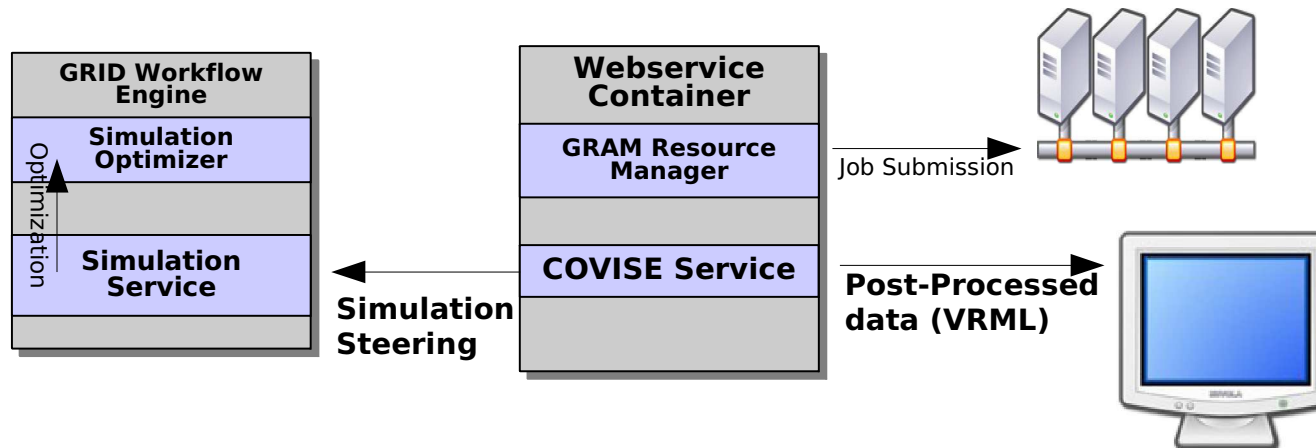 GRID Workflow
Engine
Simulation
Optimizer
Optimization
Simulation
Service
Simulation
Steering
Webservice
Container
GRAM Resource
Manager
COVISE Service
Job Submission
Post-Processed
data (VRML)